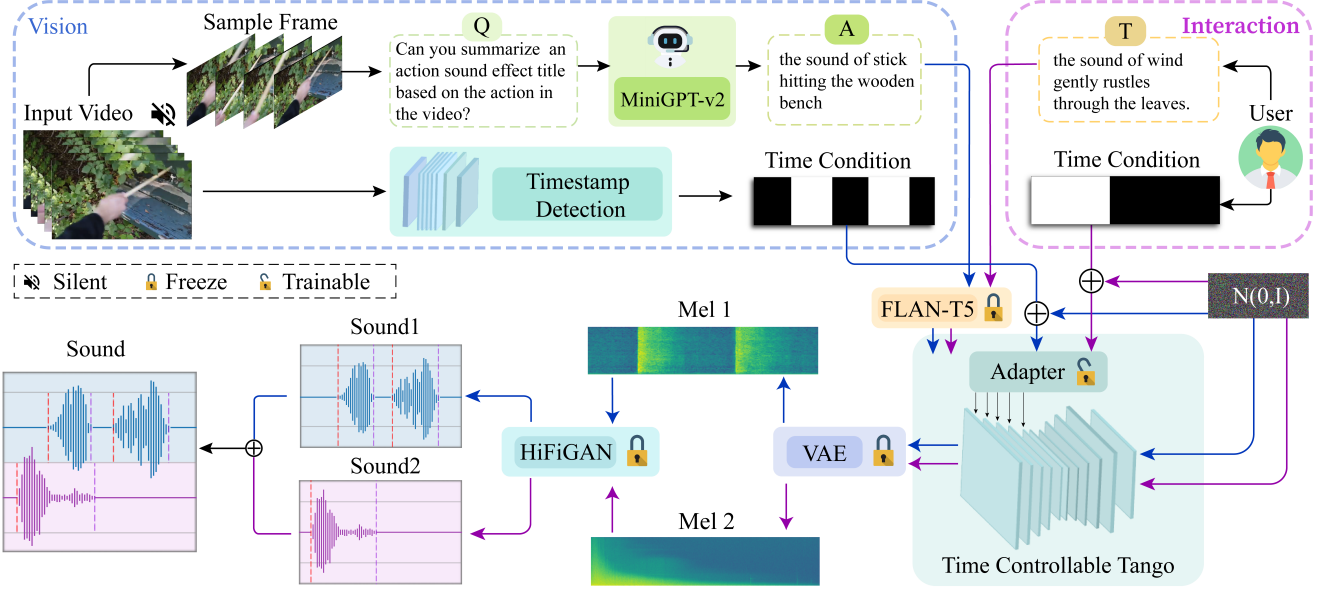 Vision
Sample Frame
Input Video
Q
Can you summarize an
action sound effect title
based on the action in
the video?
MiniGPT-v2
A
the sound of stick
hitting the wooden
bench
Timestamp
Detection
Time Condition
Interaction
T
the sound of wind
gently rustles
through the leaves.
User
Time Condition
Silent
Freeze
Trainable
FLAN-T5
N(0,I)
Adapter
Time Controllable Tango
VAE
Mel 1
Mel 2
HiFiGAN
Sound1
Sound2
Sound